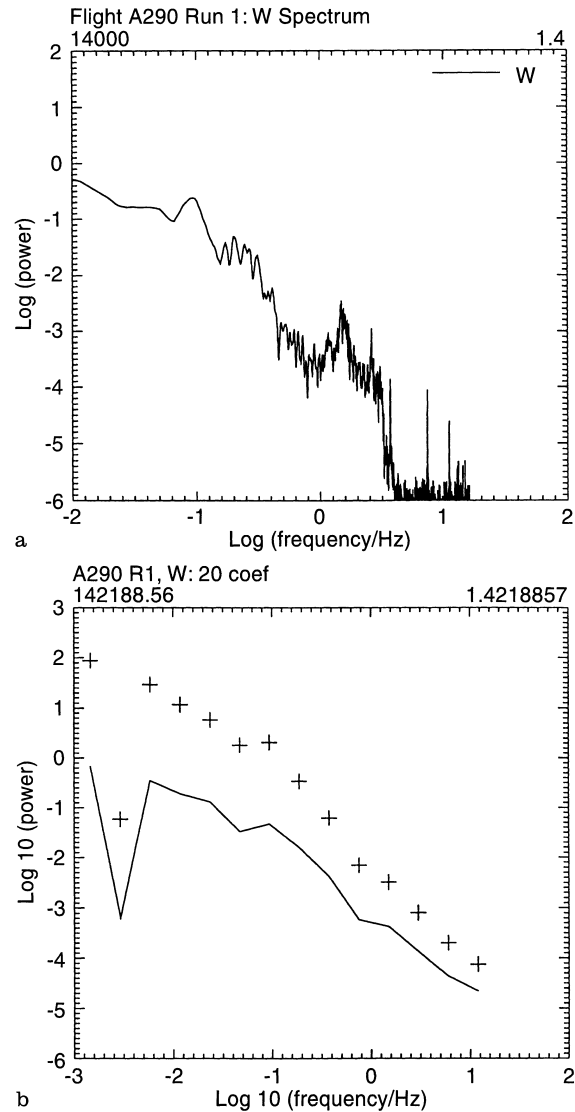 Flight A290 Run 1: W Spectrum
14000 1.4
2
1
0
-1
-2
-3
-4
-5
-6
Log (power)
W
-2 -1 0 1 2
Log (frequency/Hz)
a
A290 R1, W: 20 coef
142188.56 1.4218857
3
2
1
0
-1
-2
-3
-4
-5
-6
Log 10 (power)
-3 -2 -1 0 1 2
Log 10 (frequency/Hz)
b